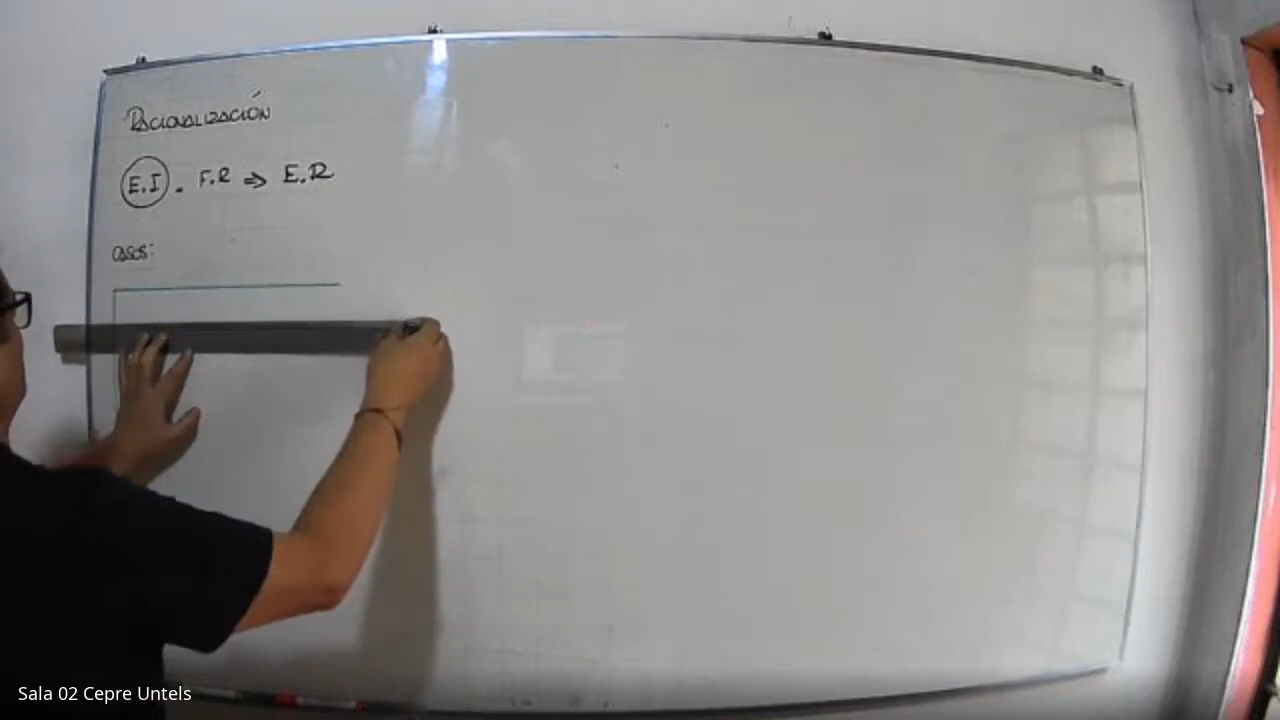 RACIONALIZACIÓN
E.I . F.R ⇒ E.R
CASOS:
Sala 02 Cepre Untels